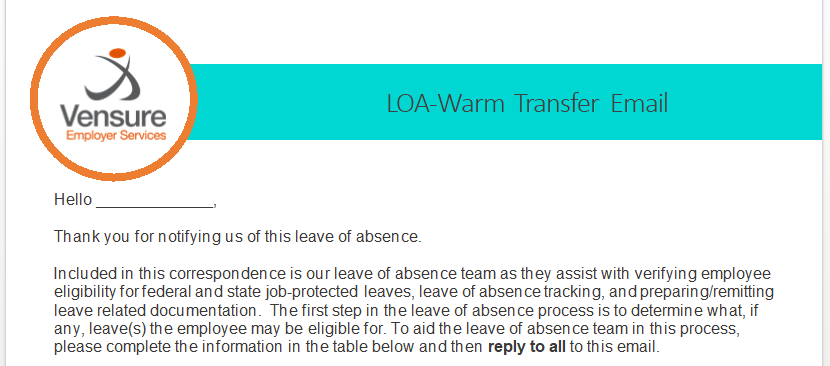 Vensure
Employer Services
LOA-Warm Transfer Email
Hello ______________,
Thank you for notifying us of this leave of absence.
Included in this correspondence is our leave of absence team as they assist with verifying employee
eligibility for federal and state job-protected leaves, leave of absence tracking, and preparing/remitting
leave related documentation. The first step in the leave of absence process is to determine what, if
any, leave(s) the employee may be eligible for. To aid the leave of absence team in this process,
please complete the information in the table below and then reply to all to this email.